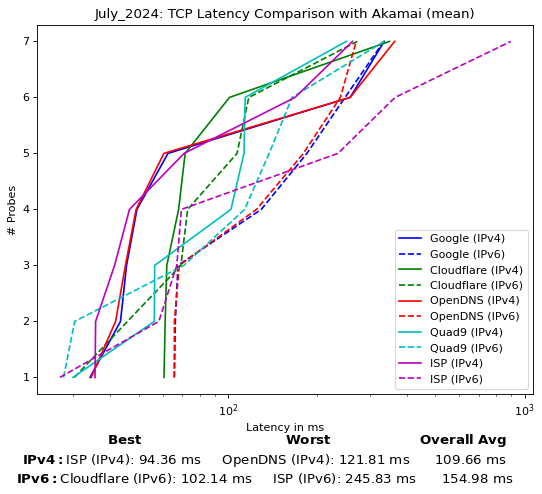 July_2024: TCP Latency Comparison with Akamai (mean)
# Probes
7
6
5
4
3
2
1
Google (IPv4)
Google (IPv6)
Cloudflare (IPv4)
Cloudflare (IPv6)
OpenDNS (IPv4)
OpenDNS (IPv6)
Quad9 (IPv4)
Quad9 (IPv6)
ISP (IPv4)
ISP (IPv6)
10² 10³
Latency in ms
Best Worst Overall Avg
IPv4: ISP (IPv4): 94.36 ms OpenDNS (IPv4): 121.81 ms 109.66 ms
IPv6: Cloudflare (IPv6): 102.14 ms ISP (IPv6): 245.83 ms 154.98 ms